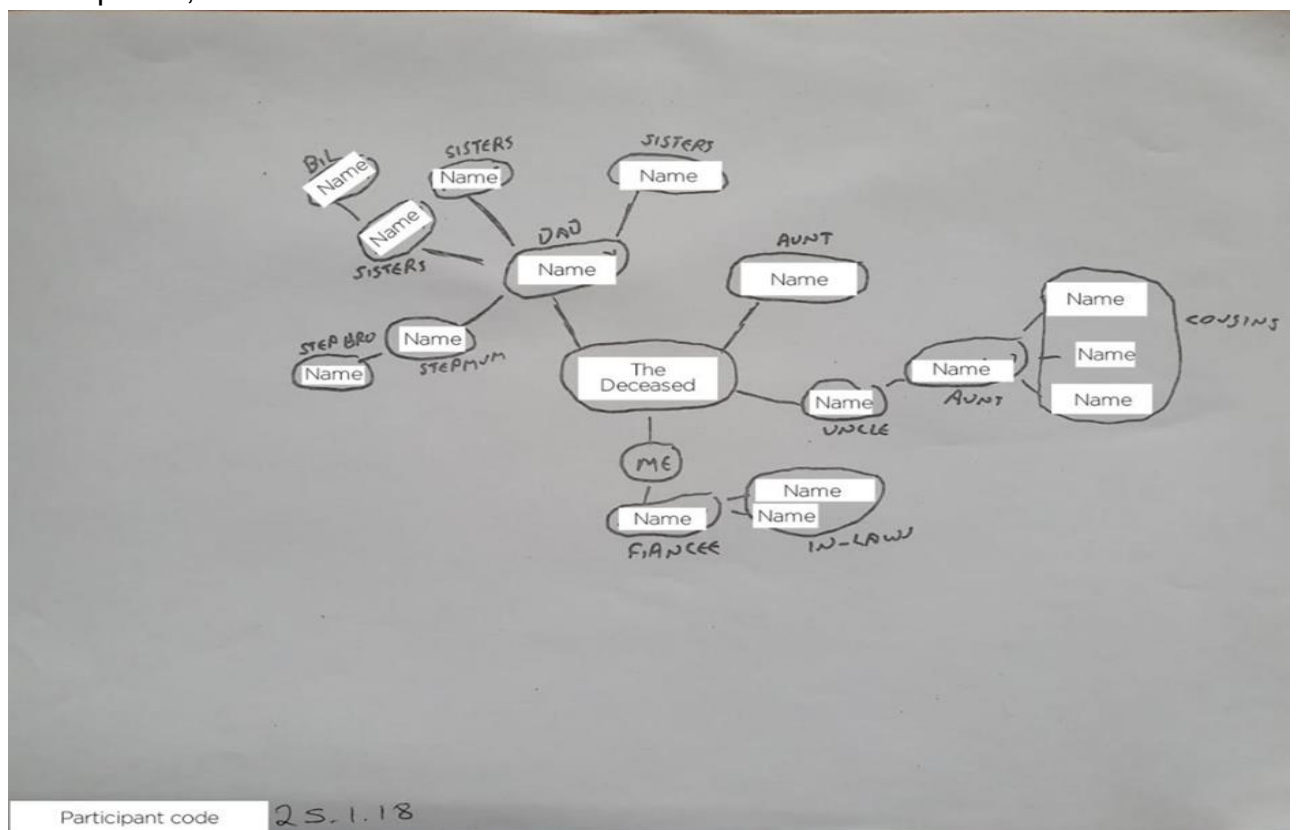 BIL
Name
SISTERS
Name
SISTERS
Name
Name
SISTERS
DAD
Name
AUNT
Name
STEP BRO
Name
Name
STEPMUM
The
Deceased
Name
UNCLE
Name
AUNT
Name
Name
Name
COUSINS
ME
Name
FIANCEE
Name
Name
IN-LAWS
Participant code 25.1.18